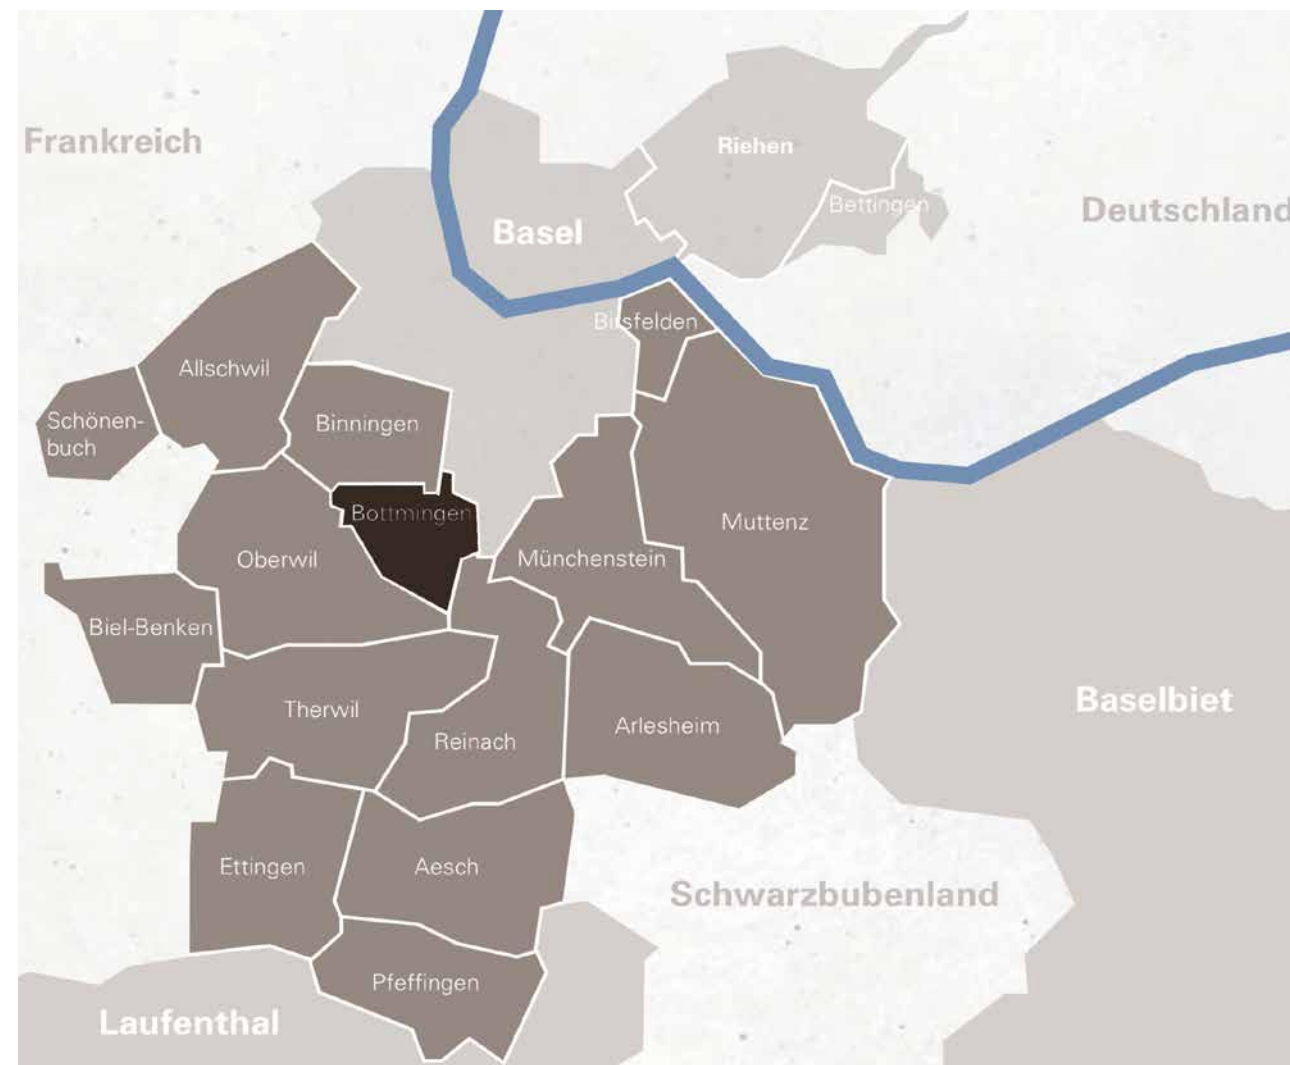 Frankreich
Riehen
Bettingen
Deutschland
Basel
Birsfelden
Allschwil
Schönen-
buch
Binningen
Bottmingen
Muttenz
Oberwil
Münchenstein
Biel-Benken
Baselbiet
Therwil
Arlesheim
Reinach
Ettingen
Aesch
Schwarzbubenland
Pfeffingen
Laufenthal